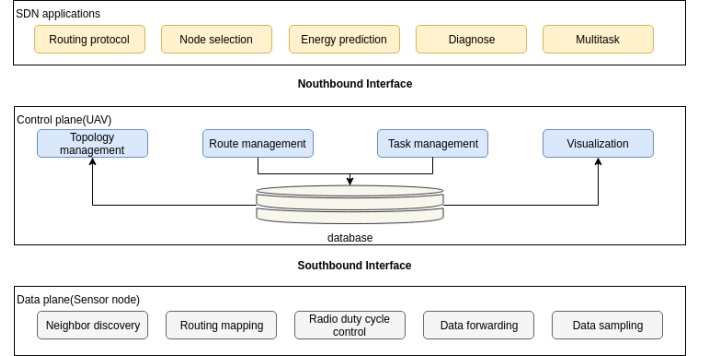 SDN applications
Routing protocol
Node selection
Energy prediction
Diagnose
Multitask
Nouthbound Interface
Control plane(UAV)
Topology
management
Route management
Task management
Visualization
database
Southbound Interface
Data plane(Sensor node)
Neighbor discovery
Routing mapping
Radio duty cycle
control
Data forwarding
Data sampling